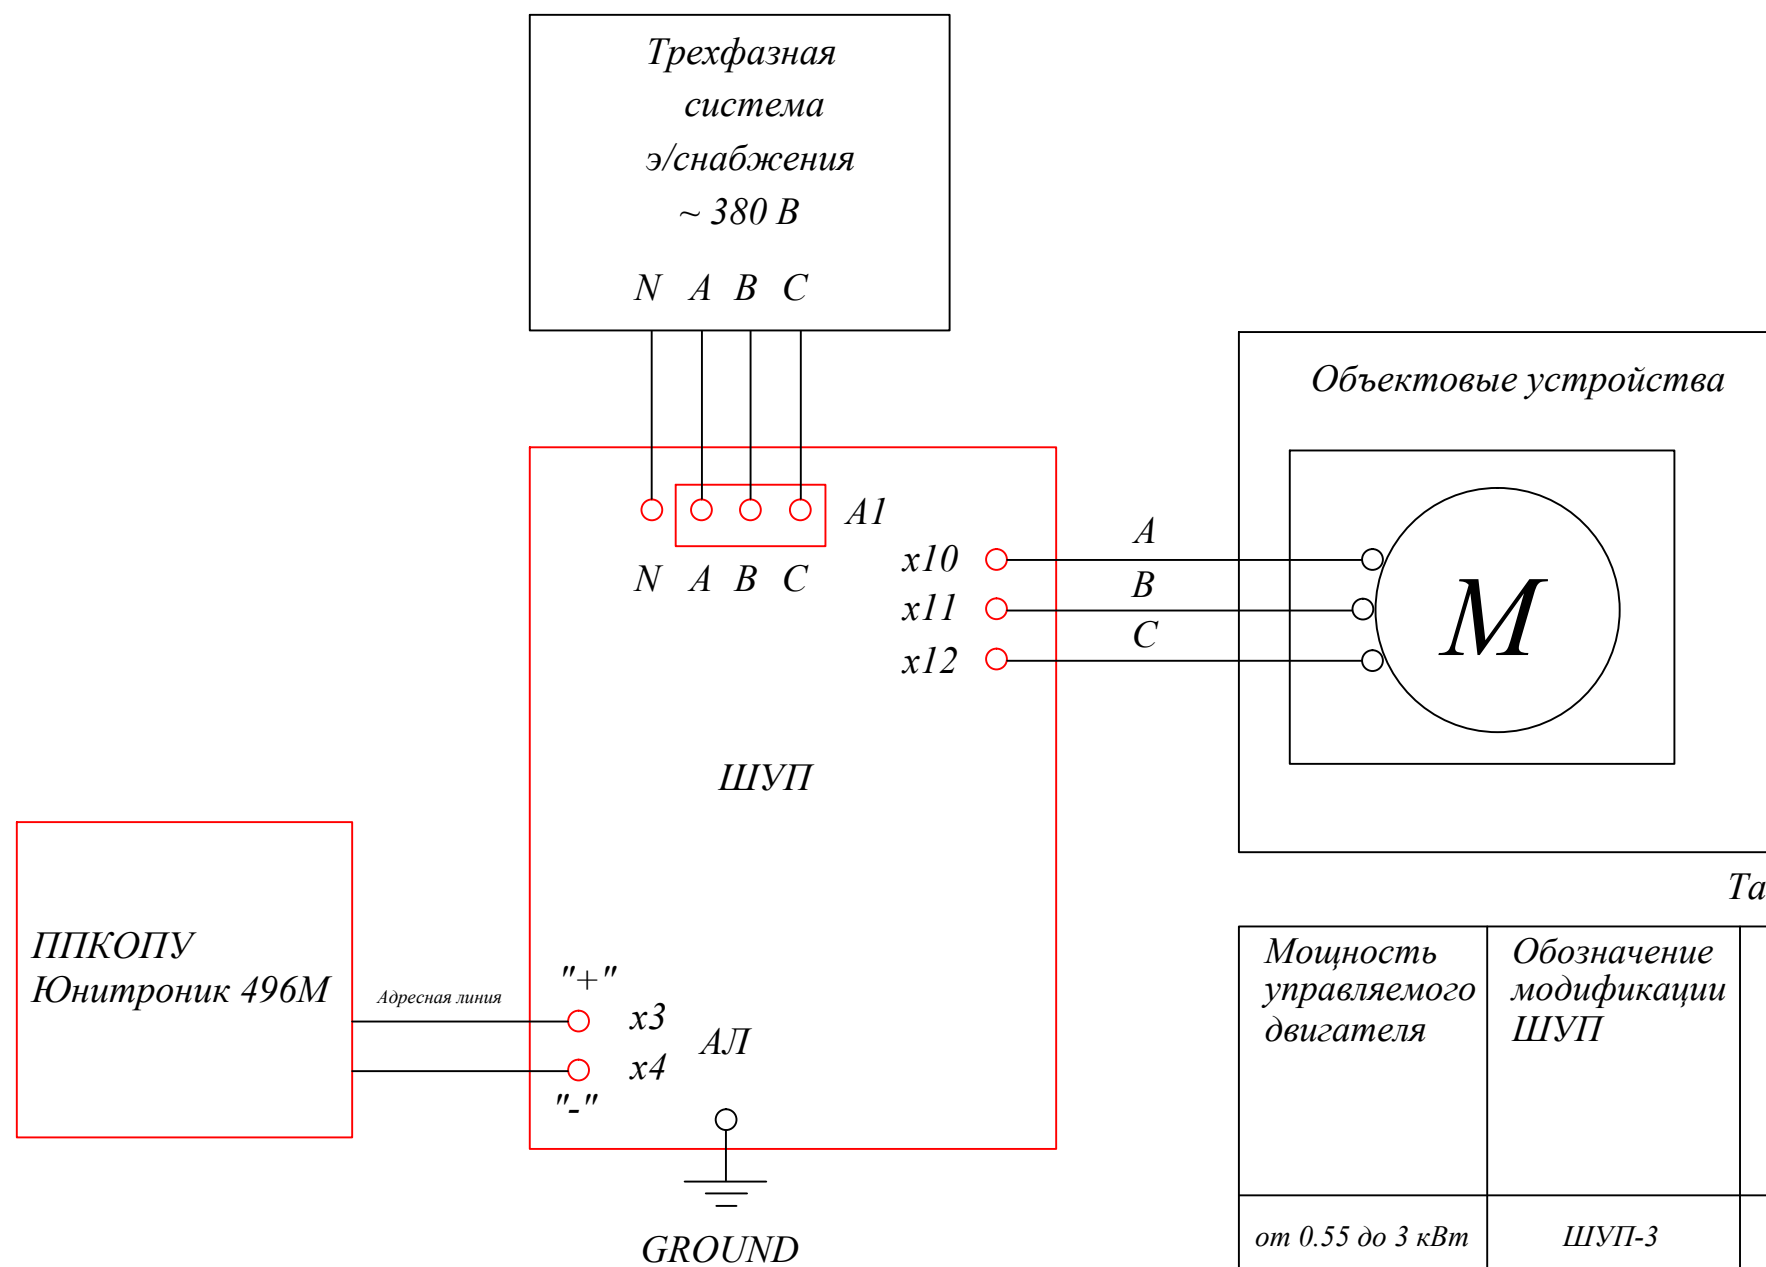 Трехфазная
система
э/снабжения
~ 380 В
N A B C
Объектовые устройства
A1
N A B C
x10
x11
x12
A
B
C
M
ШУП
ППКОПУ
Юнитроник 496М
Адресная линия
"+"
x3
АЛ
x4
"-"
GROUND
Та
Мощность
управляемого
двигателя
Обозначение
модификации
ШУП
от 0.55 до 3 кВт
ШУП-3